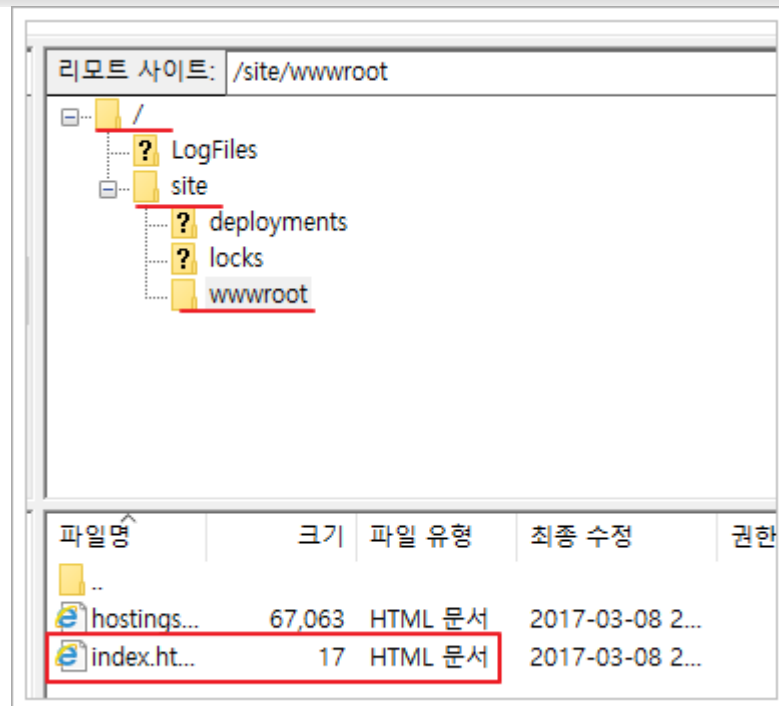 리모트 사이트: /site/wwwroot
/
? LogFiles
site
? deployments
? locks
wwwroot
파일명 크기 파일 유형 최종 수정 권한
..
hostings... 67,063 HTML 문서 2017-03-08 2...
index.ht... 17 HTML 문서 2017-03-08 2...